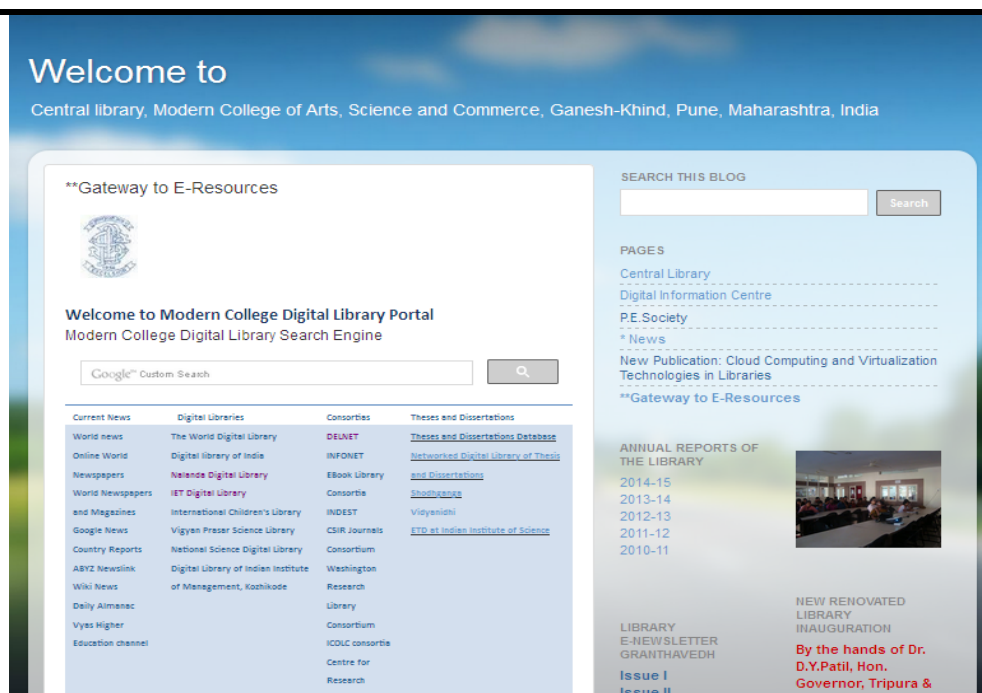 Welcome to
Central library, Modern College of Arts, Science and Commerce, Ganesh-Khind, Pune, Maharashtra, India
**Gateway to E-Resources
Welcome to Modern College Digital Library Portal
Modern College Digital Library Search Engine
Google™ Custom Search
Current News Digital Libraries Consortias Theses and Dissertations
World news The World Digital Library DELNET Theses and Dissertations Database
Online World Digital library of India INFONET Networked Digital Library of Thesis
Newspapers Nalanda Digital Library EBook Library and Dissertations
World Newspapers IET Digital Library Consortia Shodhganga
and Magazines International Children's Library INDEST Vidyanidhi
Google News Vigyan Prasar Science Library CSIR Journals ETD at Indian Institute of Science
Country Reports National Science Digital Library Consortium
ABYZ Newslink Digital Library of Indian Institute Washington
Wiki News of Management, Kozhikode Research
Daily Almanac Library
Vyas Higher Consortium
Education channel ICOLC consortia
Centre for
Research
SEARCH THIS BLOG
Search
PAGES
Central Library
Digital Information Centre
P.E.Society
* News
New Publication: Cloud Computing and Virtualization
Technologies in Libraries
**Gateway to E-Resources
ANNUAL REPORTS OF
THE LIBRARY
2014-15
2013-14
2012-13
2011-12
2010-11
LIBRARY
E-NEWSLETTER
GRANTHAVEDH
Issue I
Issue II
NEW RENOVATED
LIBRARY
INAUGURATION
By the hands of Dr.
D.Y.Patil, Hon.
Governor, Tripura &